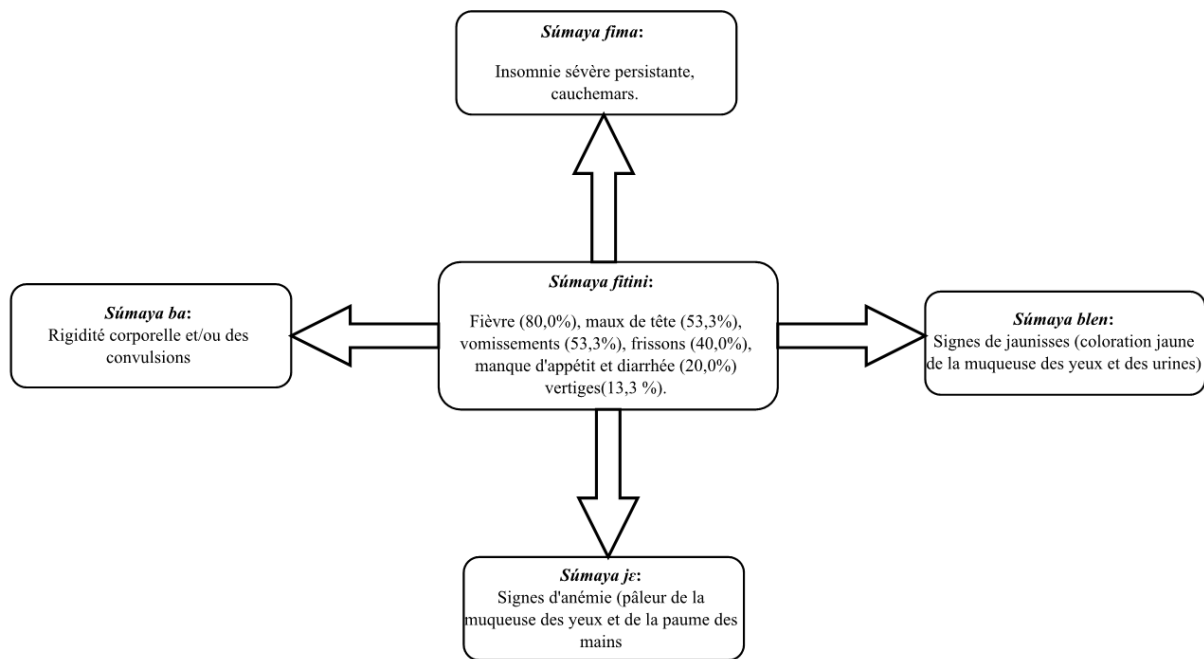 Súmaya fima:
Insomnie sévère persistante,
cauchemars.
Súmaya ba:
Rigidité corporelle et/ou des
convulsions
Súmaya fitini:
Fièvre (80,0%), maux de tête (53,3%),
vomissements (53,3%), frissons (40,0%),
manque d'appétit et diarrhée (20,0%)
vertiges(13,3 %).
Súmaya blen:
Signes de jaunisses (coloration jaune
de la muqueuse des yeux et des urines)
Súmaya jɛ:
Signes d'anémie (pâleur de la
muqueuse des yeux et de la paume des
mains